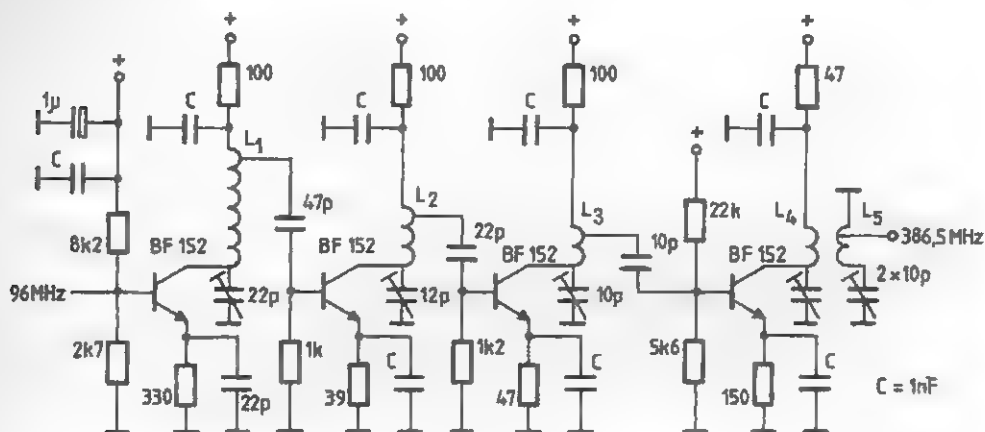 +
+
+
+
+
100
100
100
47
1µ
C
C
C
C
C
L1
L2
L3
L4
L5
47p
22p
10p
22k
386,5MHz
8k2
BF 152
BF 152
BF 152
BF 152
2×10p
96MHz
22p
12p
10p
2k7
1k
1k2
5k6
330
22p
39
C
47
C
150
C
C = 1nF